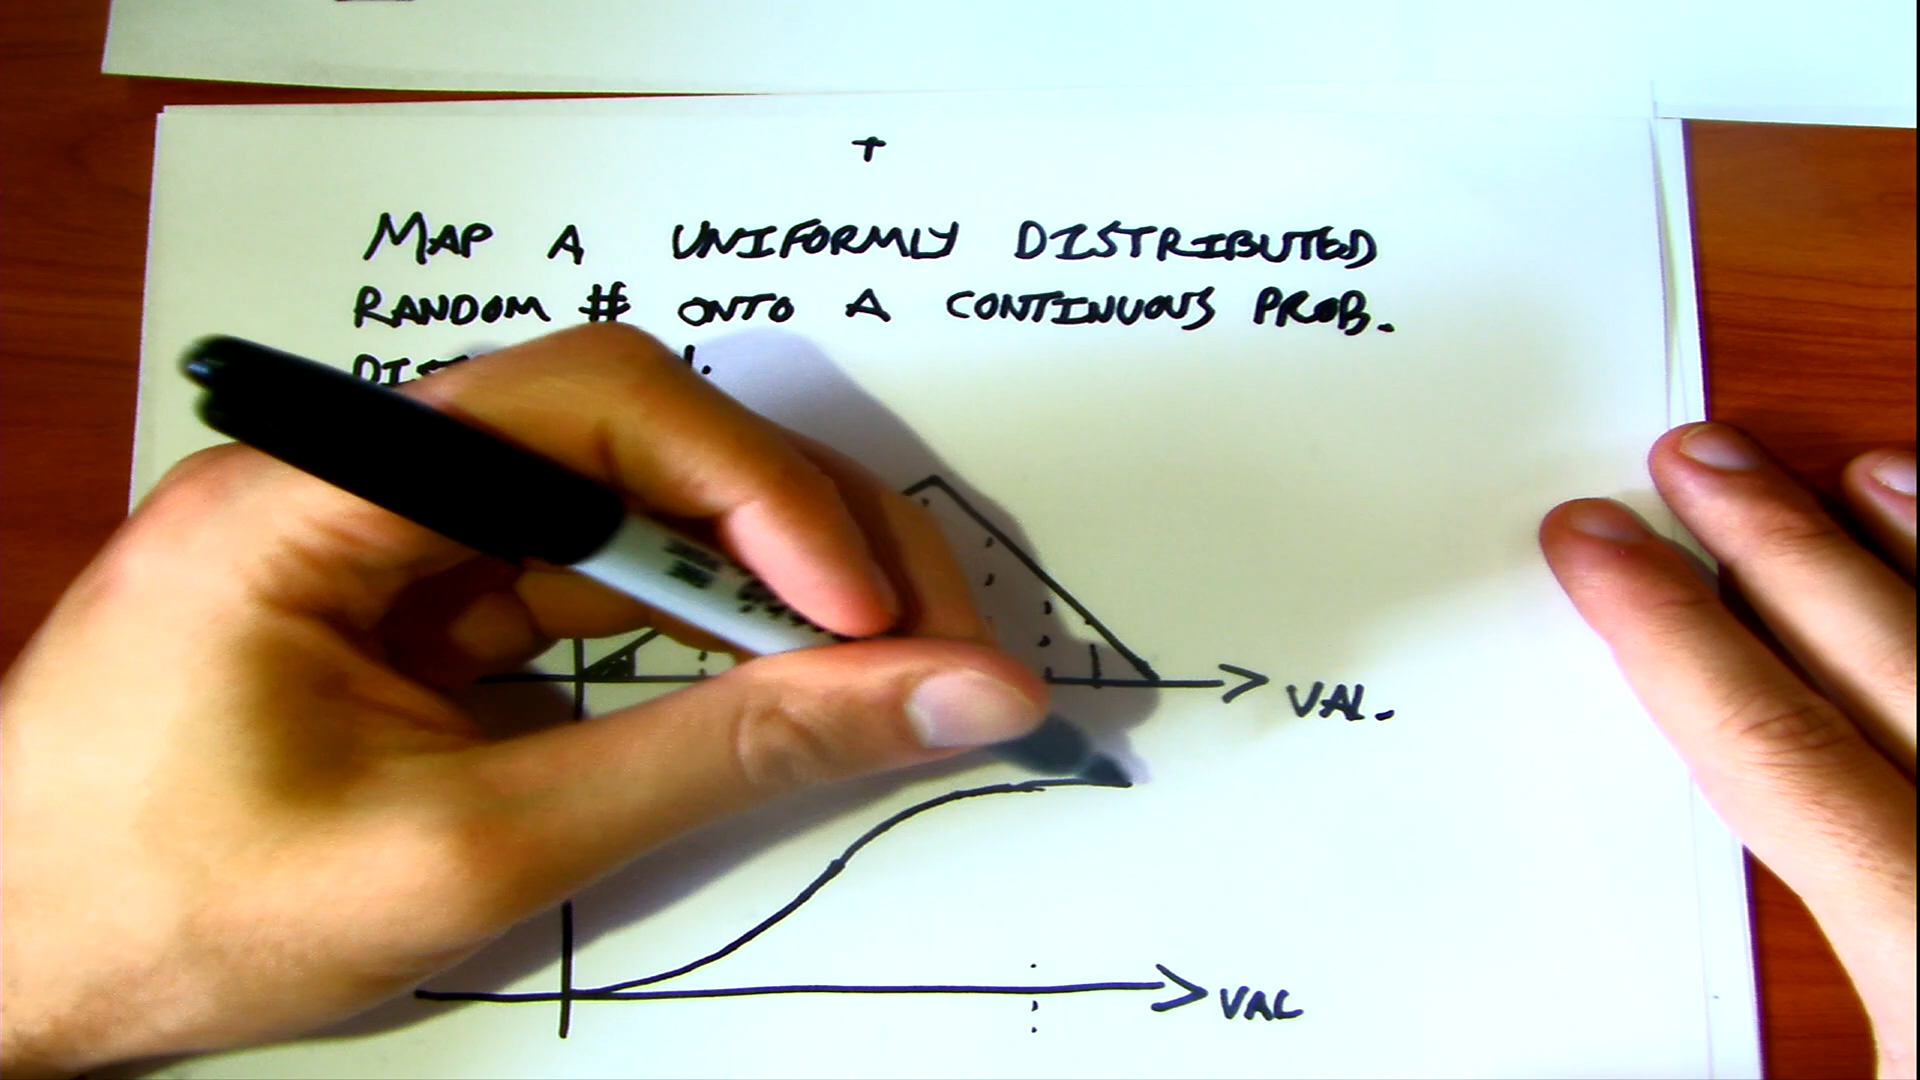 MAP A UNIFORMLY DISTRIBUTED
RANDOM # ONTO A CONTINUOUS PROB.
VAL.
VAL